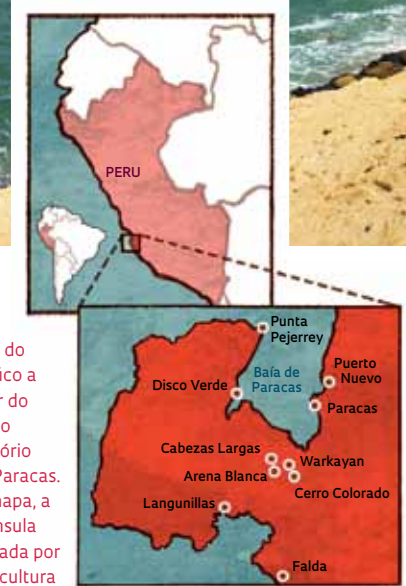 PERU
Punta
Pejerrey
Baía de
Paracas
Puerto
Nuevo
Disco Verde
Paracas
Cabezas Largas
Warkayan
Arena Blanca
Cerro Colorado
Langunillas
Falda
do
ico a
do
o
ório
Paracas.
apa, a
nsula
ada por
cultura